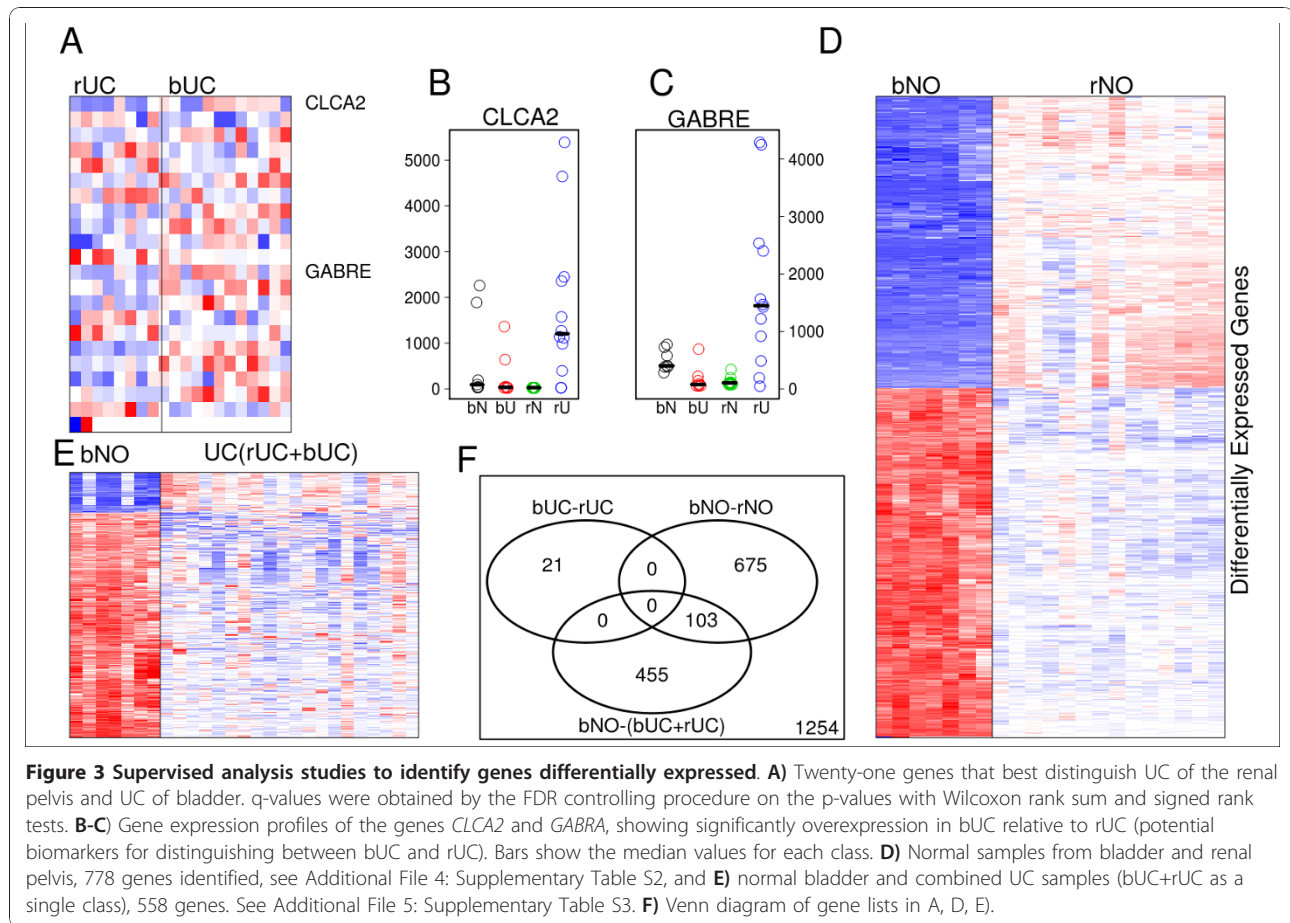 A
rUC bUC
CLCA2
GABRE
B
CLCA2
5000
4000
3000
2000
1000
0
bN bU rN rU
C
GABRE
4000
3000
2000
1000
0
bN bU rN rU
D
bNO rNO
Differentially Expressed Genes
E
bNO UC(rUC+bUC)
F
bUC-rUC bNO-rNO
21 0 675
0 0 103
455
bNO-(bUC+rUC) 1254
Figure 3 Supervised analysis studies to identify genes differentially expressed. A) Twenty-one genes that best distinguish UC of the renal
pelvis and UC of bladder. q-values were obtained by the FDR controlling procedure on the p-values with Wilcoxon rank sum and signed rank
tests. B-C) Gene expression profiles of the genes CLCA2 and GABRA, showing significantly overexpression in bUC relative to rUC (potential
biomarkers for distinguishing between bUC and rUC). Bars show the median values for each class. D) Normal samples from bladder and renal
pelvis, 778 genes identified, see Additional File 4: Supplementary Table S2, and E) normal bladder and combined UC samples (bUC+rUC as a
single class), 558 genes. See Additional File 5: Supplementary Table S3. F) Venn diagram of gene lists in A, D, E).